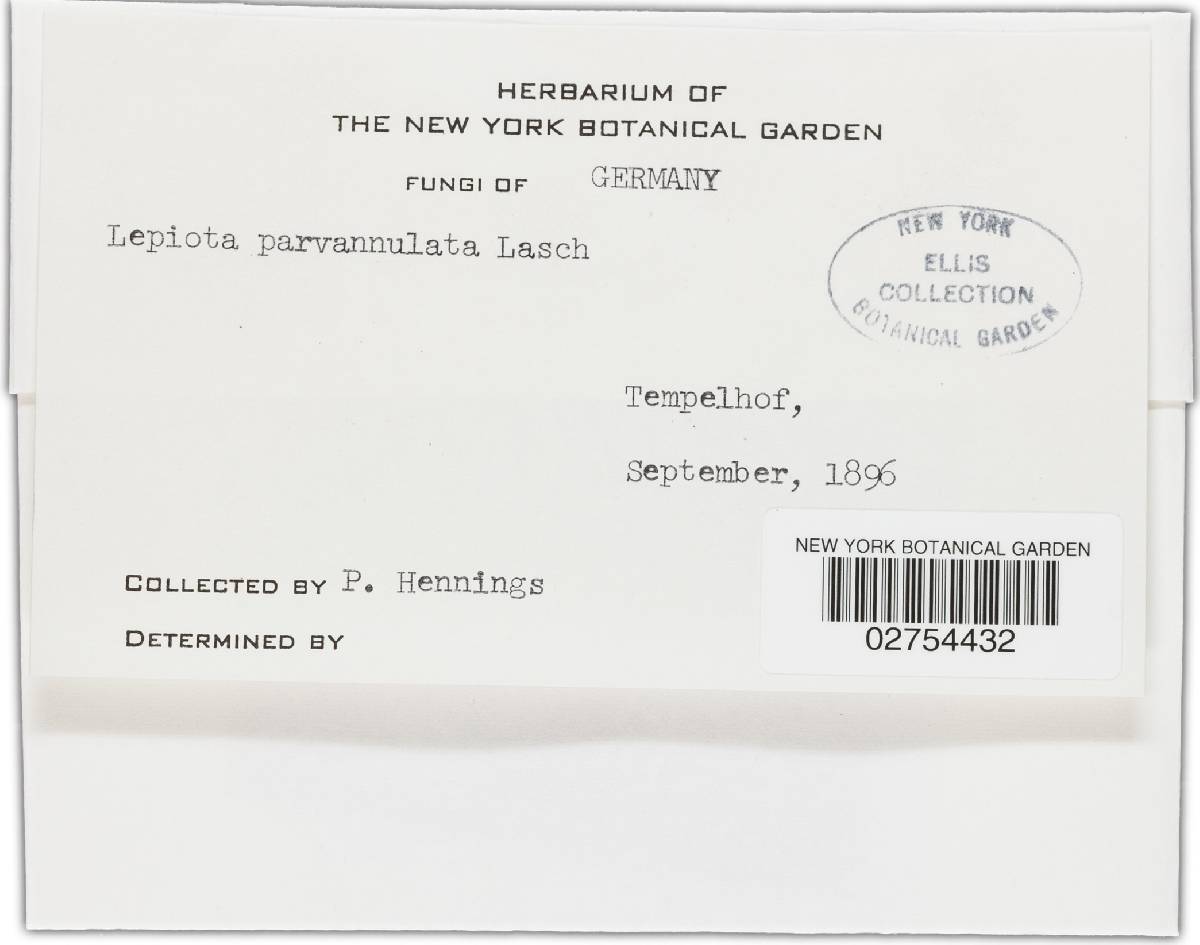 HERBARIUM OF
THE NEW YORK BOTANICAL GARDEN
FUNGI OF GERMANY
Lepiota parvannulata Lasch
NEW YORK
ELLIS
COLLECTION
BOTANICAL GARDEN
Tempelhof,
September, 1896
COLLECTED BY P. Hennings
DETERMINED BY
NEW YORK BOTANICAL GARDEN
02754432